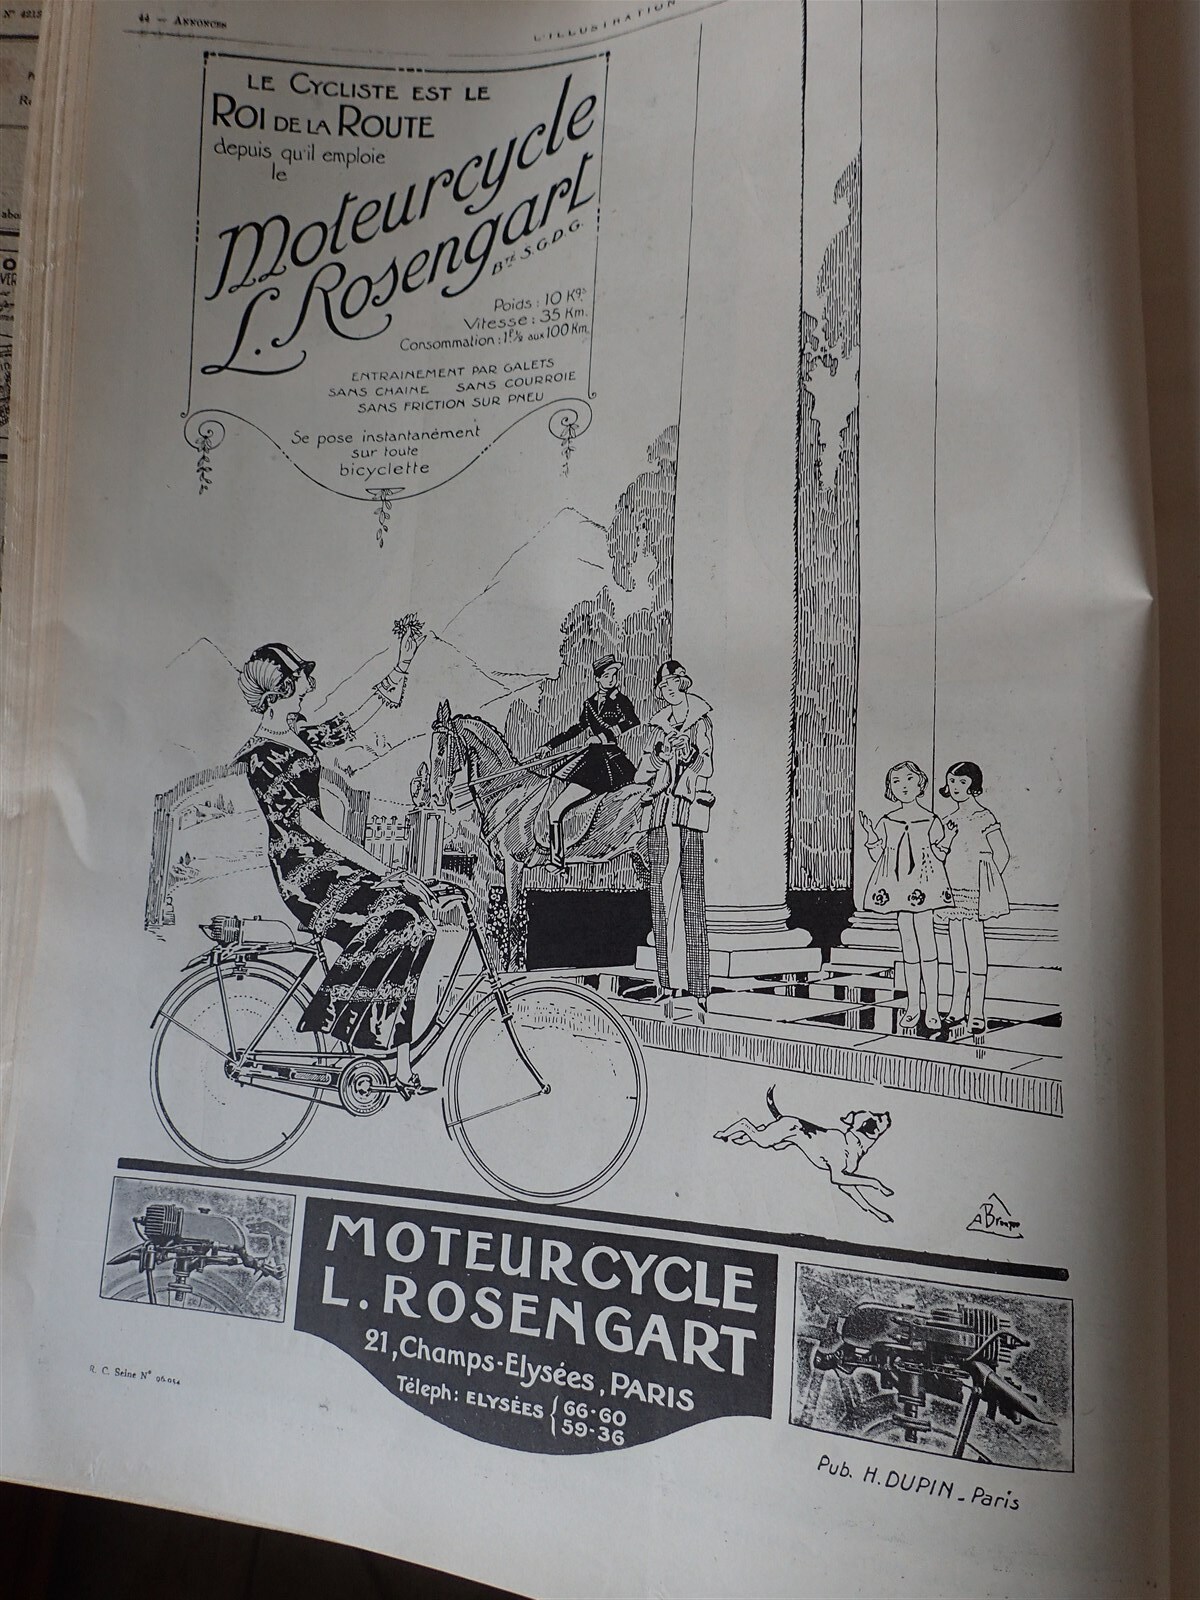 N° 4215
44 — ANNONCES
L'ILLUSTRATION
LE CYCLISTE EST LE
ROI DE LA ROUTE
depuis qu'il emploie
le
Moteurcycle
L. Rosengart
Bté S.G.D.G.
Poids : 10 Kgs
Vitesse : 35 Km.
Consommation : 1 l ½ aux 100 Km.
ENTRAINEMENT PAR GALETS
SANS CHAINE SANS COURROIE
SANS FRICTION SUR PNEU
Se pose instantanément
sur toute
bicyclette
MOTEURCYCLE
L. ROSENGART
21, Champs-Elysées, PARIS
Téleph : ELYSÉES { 66-60
59-36
R. C. Seine N°
Pub. H. DUPIN - Paris